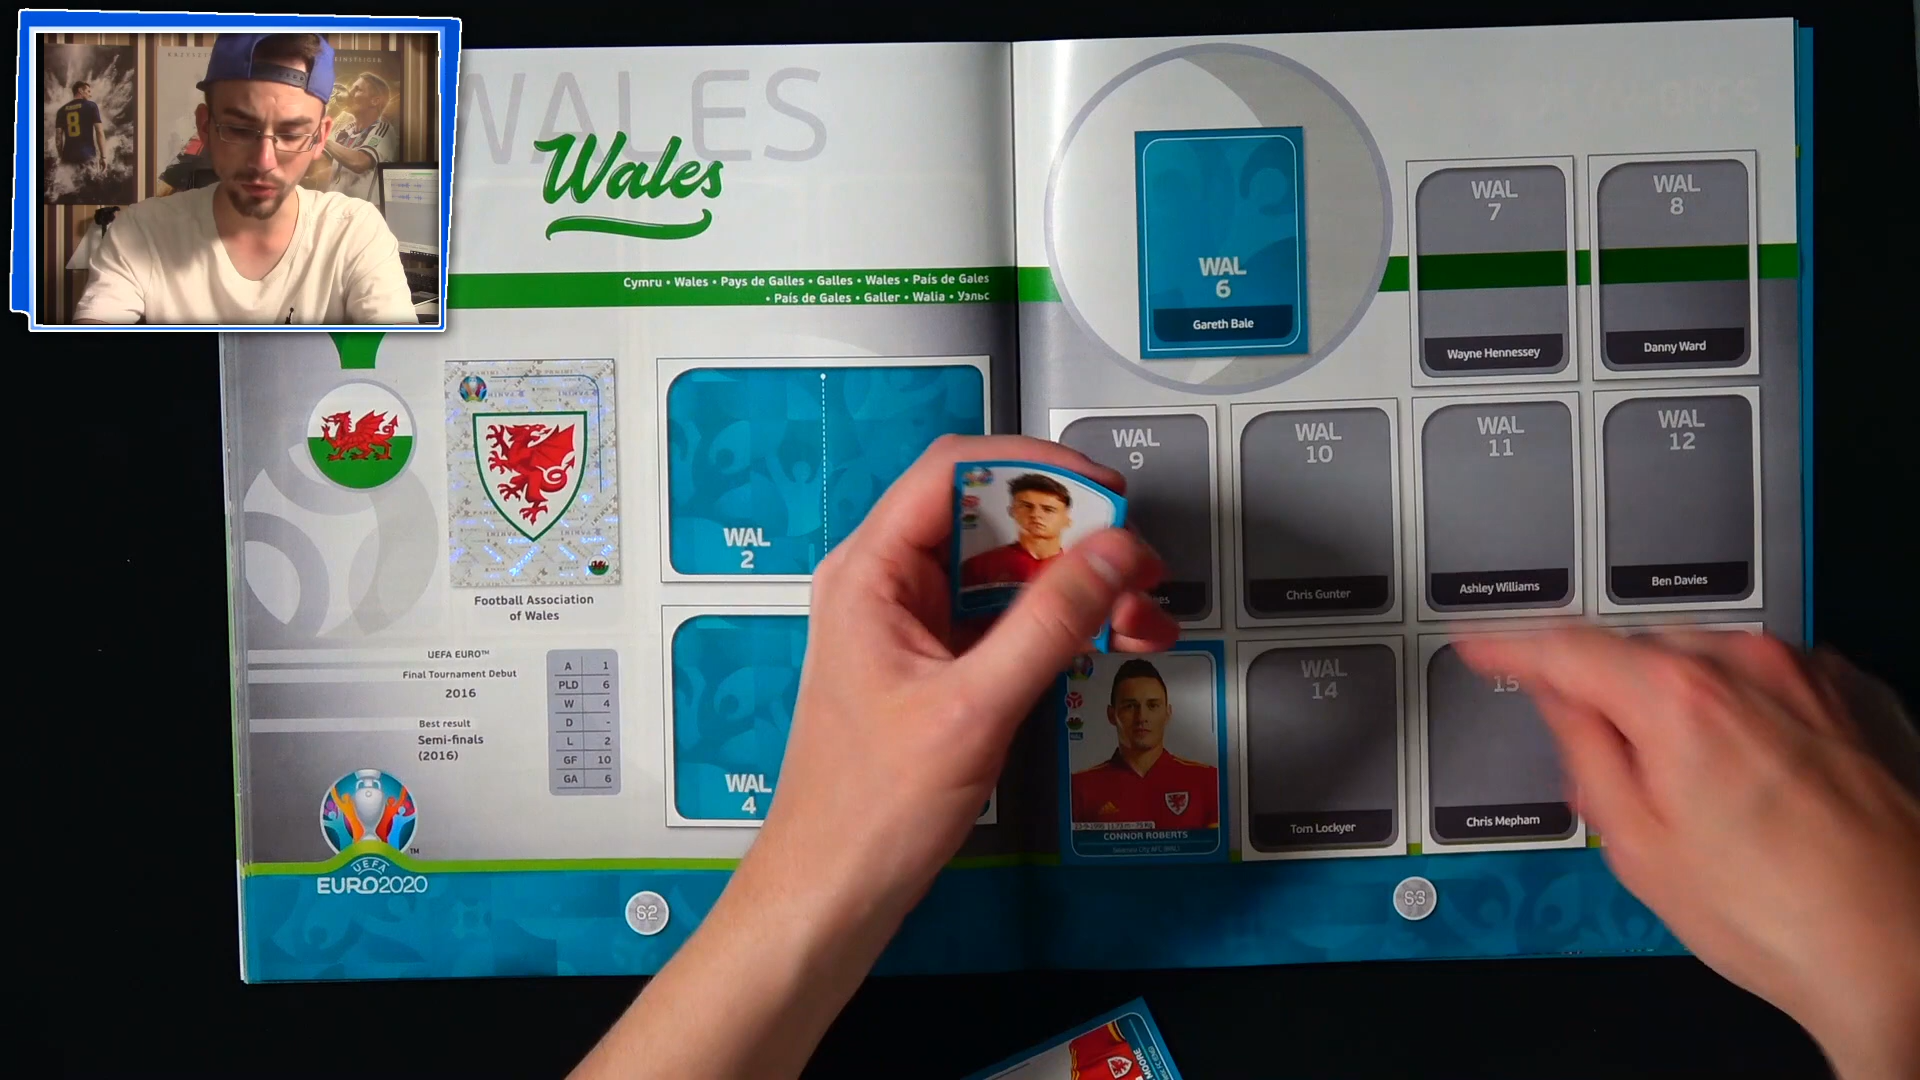 8
WALES
Wales
Cymru • Wales • Pays de Galles • Galles • Wales • País de Gales
• País de Gales • Galler • Walia • Уэльс
PANINI
Football Association
of Wales
UEFA EURO™
Final Tournament Debut
2016
Best result
Semi-finals
(2016)
A 1
PLD 6
W 4
D -
L 2
GF 10
GA 6
UEFA
EURO2020
™
WAL
2
WAL
4
62
WAL
6
Gareth Bale
WAL
7
Wayne Hennessey
WAL
8
Danny Ward
WAL
9
WAL
10
Chris Gunter
WAL
11
Ashley Williams
WAL
12
Ben Davies
CONNOR ROBERTS
WAL
14
Tom Lockyer
15
Chris Mepham
63
MOORE